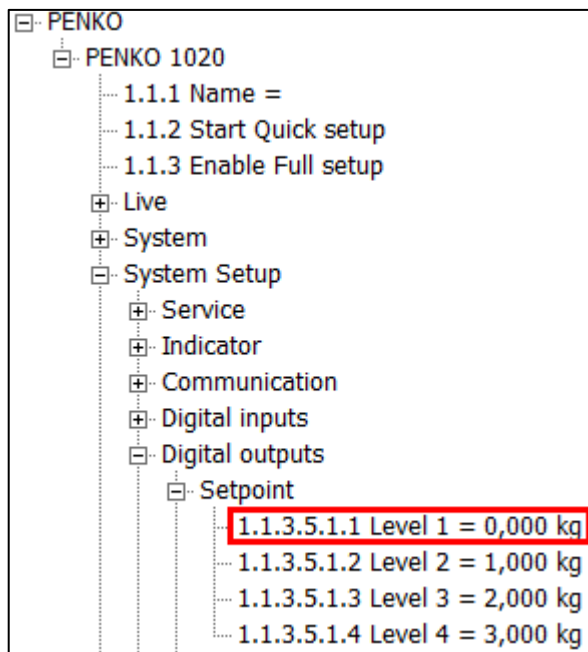 PENKO
PENKO 1020
1.1.1 Name =
1.1.2 Start Quick setup
1.1.3 Enable Full setup
Live
System
System Setup
Service
Indicator
Communication
Digital inputs
Digital outputs
Setpoint
1.1.3.5.1.1 Level 1 = 0,000 kg
1.1.3.5.1.2 Level 2 = 1,000 kg
1.1.3.5.1.3 Level 3 = 2,000 kg
1.1.3.5.1.4 Level 4 = 3,000 kg